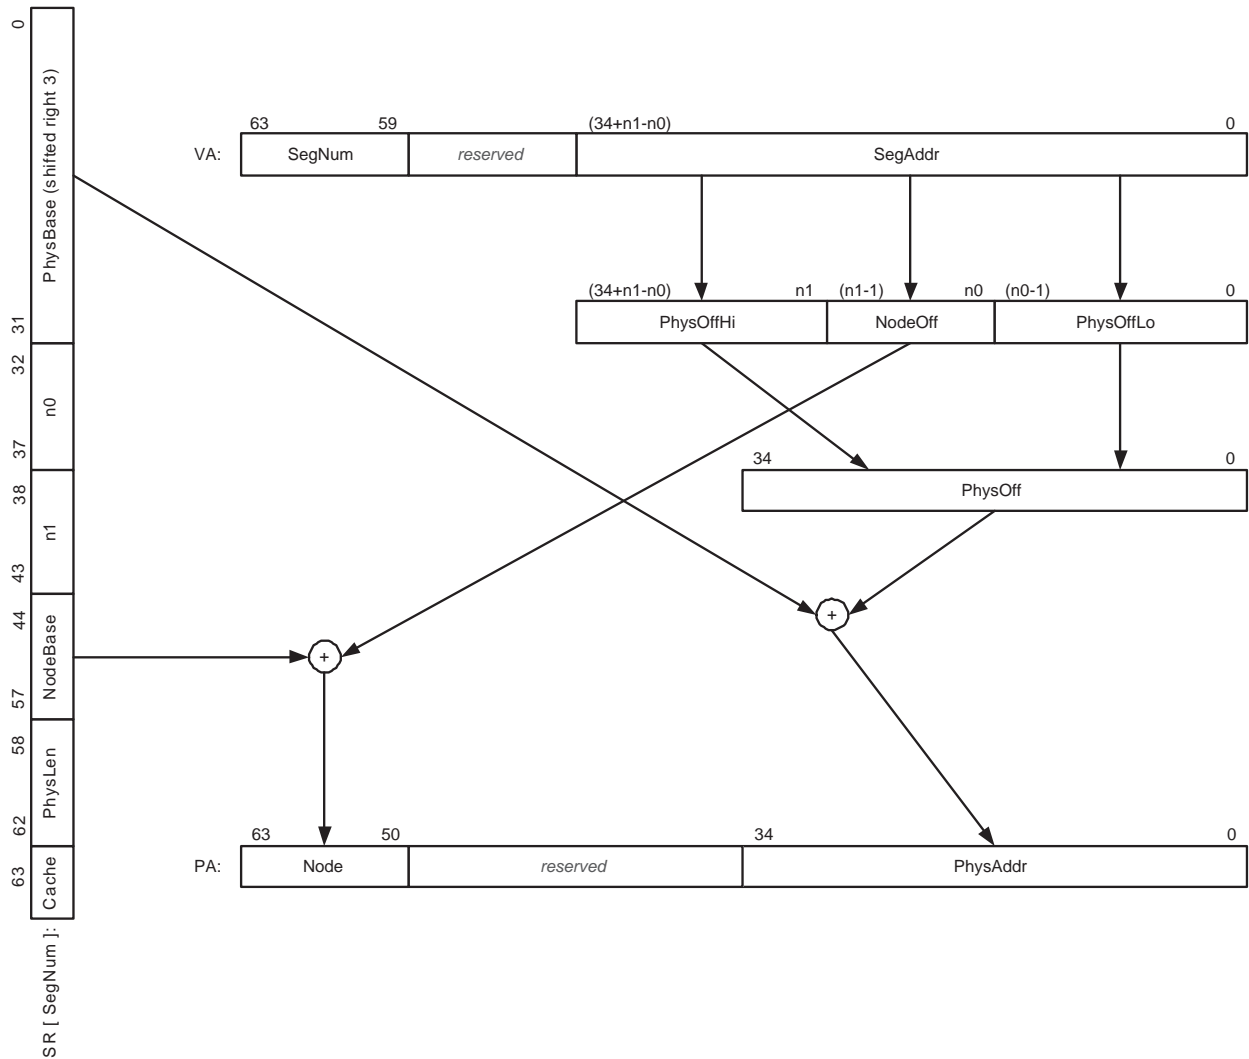 0
PhysBase (shifted right 3)
31
32
n0
37
38
n1
43
44
NodeBase
57
58
PhysLen
62
63
Cache
SR [ SegNum ]:
63 59 (34+n1-n0) 0
VA: SegNum reserved SegAddr
(34+n1-n0) n1 (n1-1) n0 (n0-1) 0
PhysOffHi NodeOff PhysOffLo
34 0
PhysOff
+
+
63 50 34 0
PA: Node reserved PhysAddr